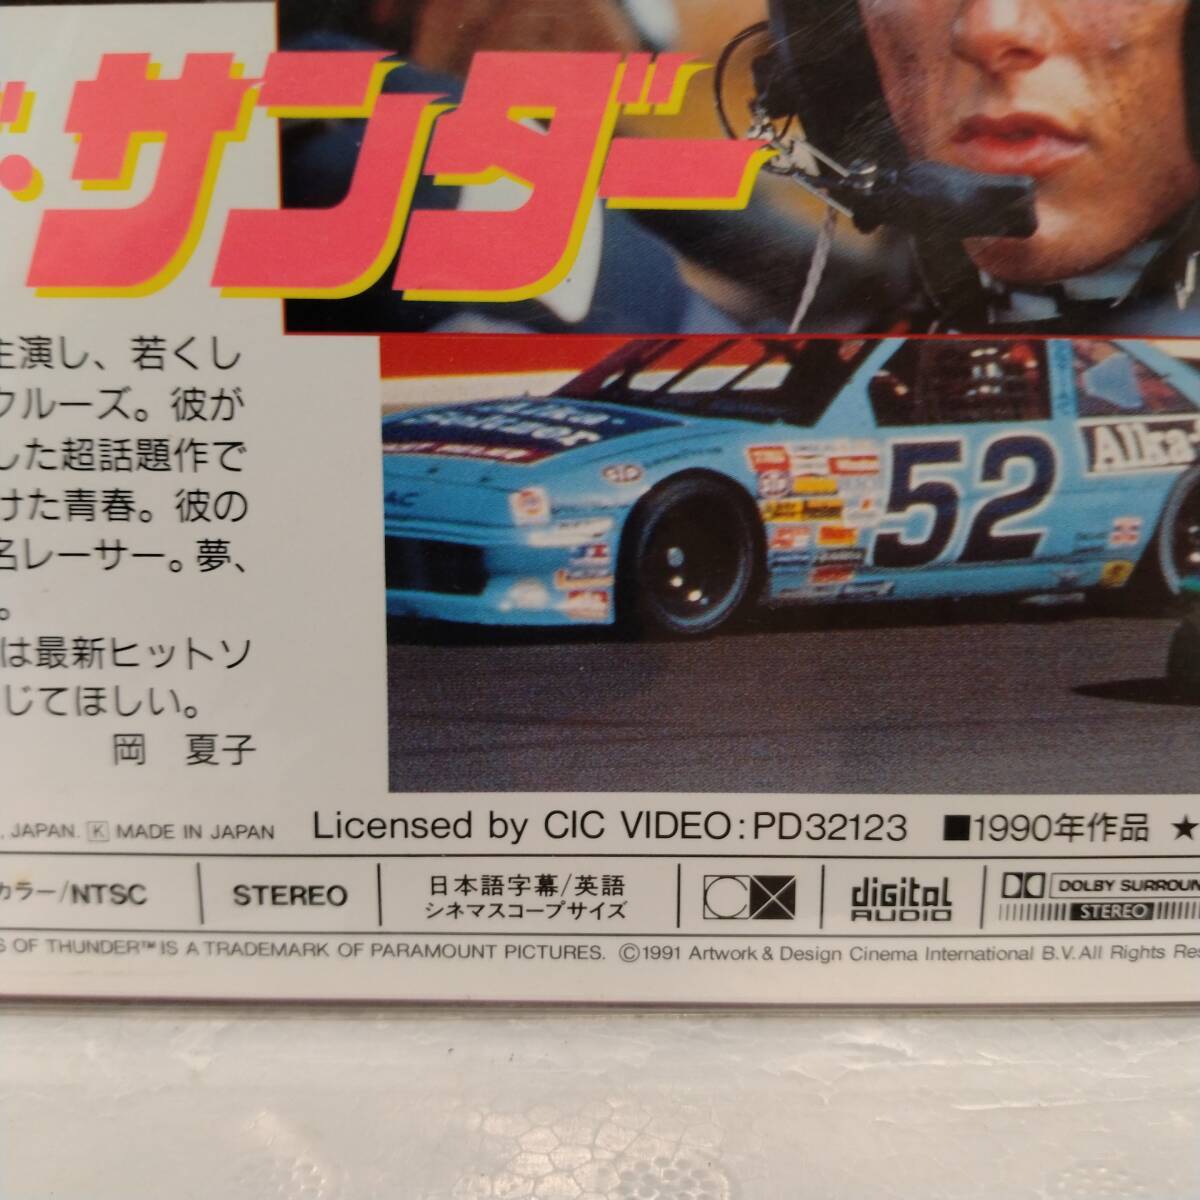 ・サンダー
主演し、若くし
クルーズ。彼が
した超話題作で
けた青春。彼の
名レーサー。夢、
。
は最新ヒットソ
じてほしい。
岡 夏子
Alka-
Seltzer
STP
52
Alka-
JAPAN. K MADE IN JAPAN
Licensed by CIC VIDEO:PD32123 ■1990年作品 ★
カラー/NTSC
STEREO
日本語字幕/英語
シネマスコープサイズ
CX
digital
AUDIO
DOLBY SURROUN
STEREO
S OF THUNDER™ IS A TRADEMARK OF PARAMOUNT PICTURES. ©1991 Artwork & Design Cinema International B.V. All Rights Res